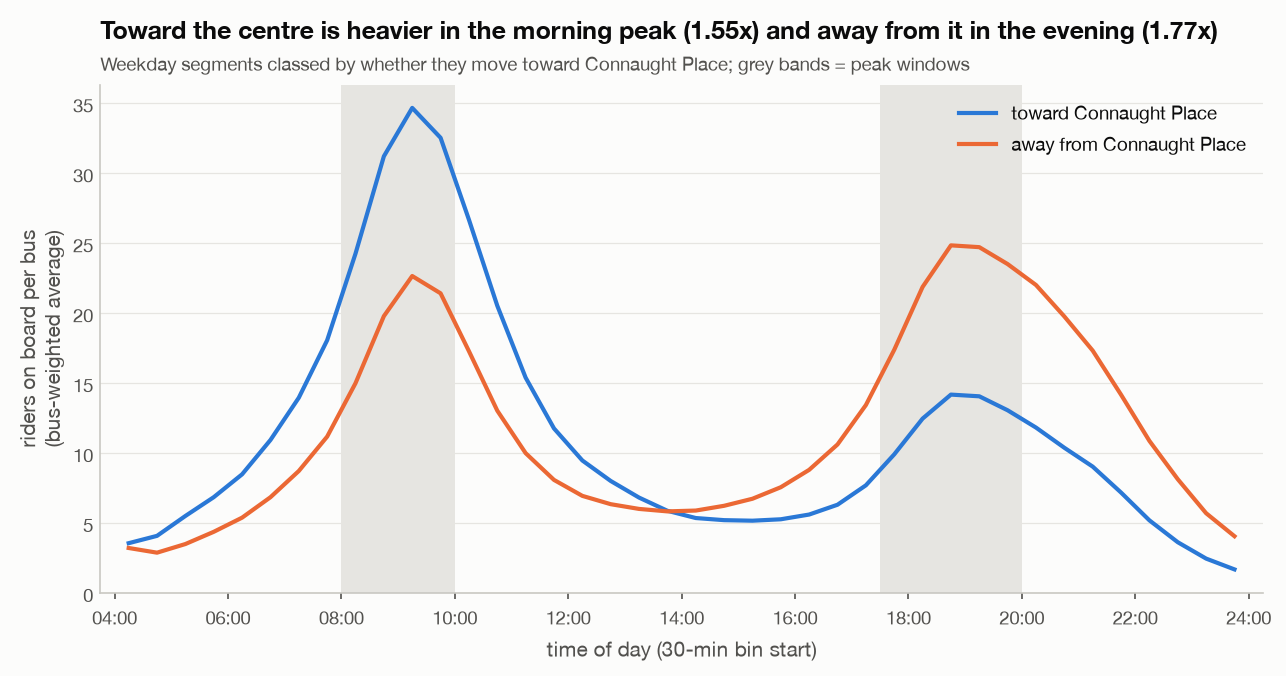 Toward the centre is heavier in the morning peak (1.55x) and away from it in the evening (1.77x)
Weekday segments classed by whether they move toward Connaught Place; grey bands = peak windows
toward Connaught Place
away from Connaught Place
riders on board per bus
(bus-weighted average)
35
30
25
20
15
10
5
0
04:00 06:00 08:00 10:00 12:00 14:00 16:00 18:00 20:00 22:00 24:00
time of day (30-min bin start)